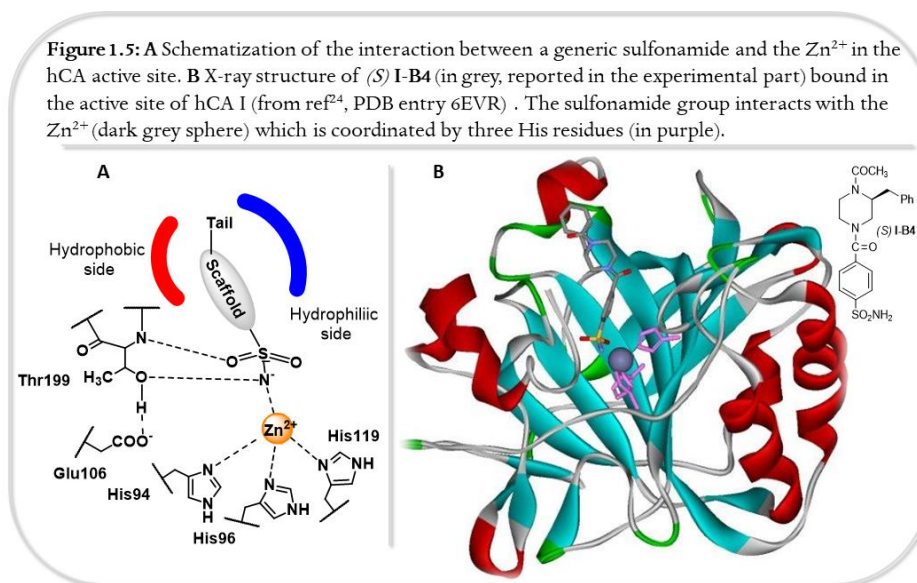 Figure 1.5: A Schematization of the interaction between a generic sulfonamide and the Zn²⁺ in the
hCA active site. B X-ray structure of (S) I-B4 (in grey, reported in the experimental part) bound in
the active site of hCA I (from ref²⁴, PDB entry 6EVR) . The sulfonamide group interacts with the
Zn²⁺ (dark grey sphere) which is coordinated by three His residues (in purple).
A
Tail
Hydrophobic
side
Scaffold
Hydrophiliic
side
N
O
O=S=O
H₃C
O
N⁻
Thr199
H
Zn²⁺
COO⁻
Glu106
His119
N
NH
His94
N
N
H
N
NH
His96
B
COCH₃
N
Ph
N
(S) I-B4
C=O
SO₂NH₂